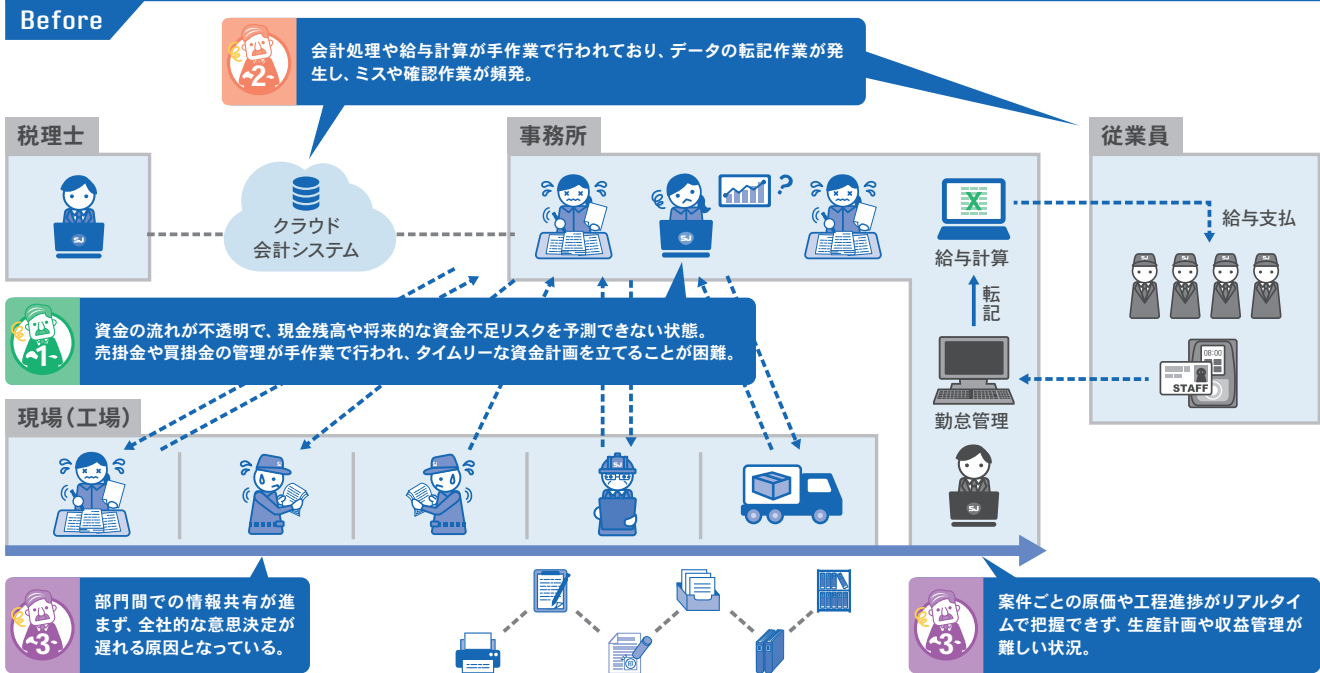 Before
2
会計処理や給与計算が手作業で行われており、データの転記作業が発
生し、ミスや確認作業が頻発。
税理士
事務所
従業員
SJ
クラウド
会計システム
SJ
?
X
給与計算
給与支払
転記
1
資金の流れが不透明で、現金残高や将来的な資金不足リスクを予測できない状態。
売掛金や買掛金の管理が手作業で行われ、タイムリーな資金計画を立てることが困難。
08:00
STAFF
勤怠管理
現場(工場)
SJ
SJ
3
部門間での情報共有が進
まず、全社的な意思決定が
遅れる原因となっている。
3
案件ごとの原価や工程進捗がリアルタイ
ムで把握できず、生産計画や収益管理が
難しい状況。